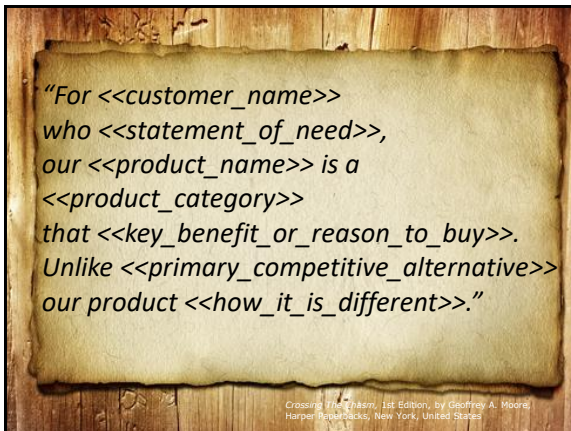 “For <<customer_name>>
who <<statement_of_need>>,
our <<product_name>> is a
<<product_category>>
that <<key_benefit_or_reason_to_buy>>.
Unlike <<primary_competitive_alternative>>
our product <<how_it_is_different>>.”
Crossing The Chasm, 1st Edition, by Geoffrey A. Moore,
Harper Paperbacks, New York, United States